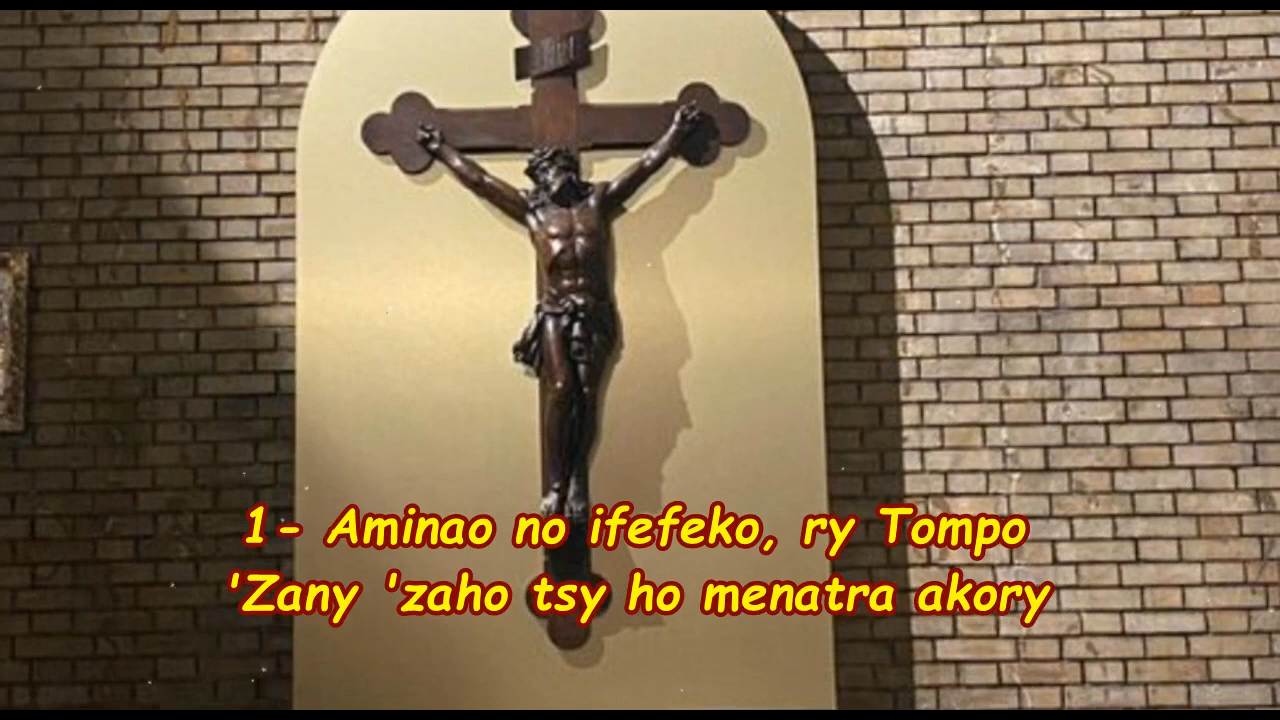 1- Aminao no ifefeko, ry Tompo
'Zany 'zaho tsy ho menatra akory